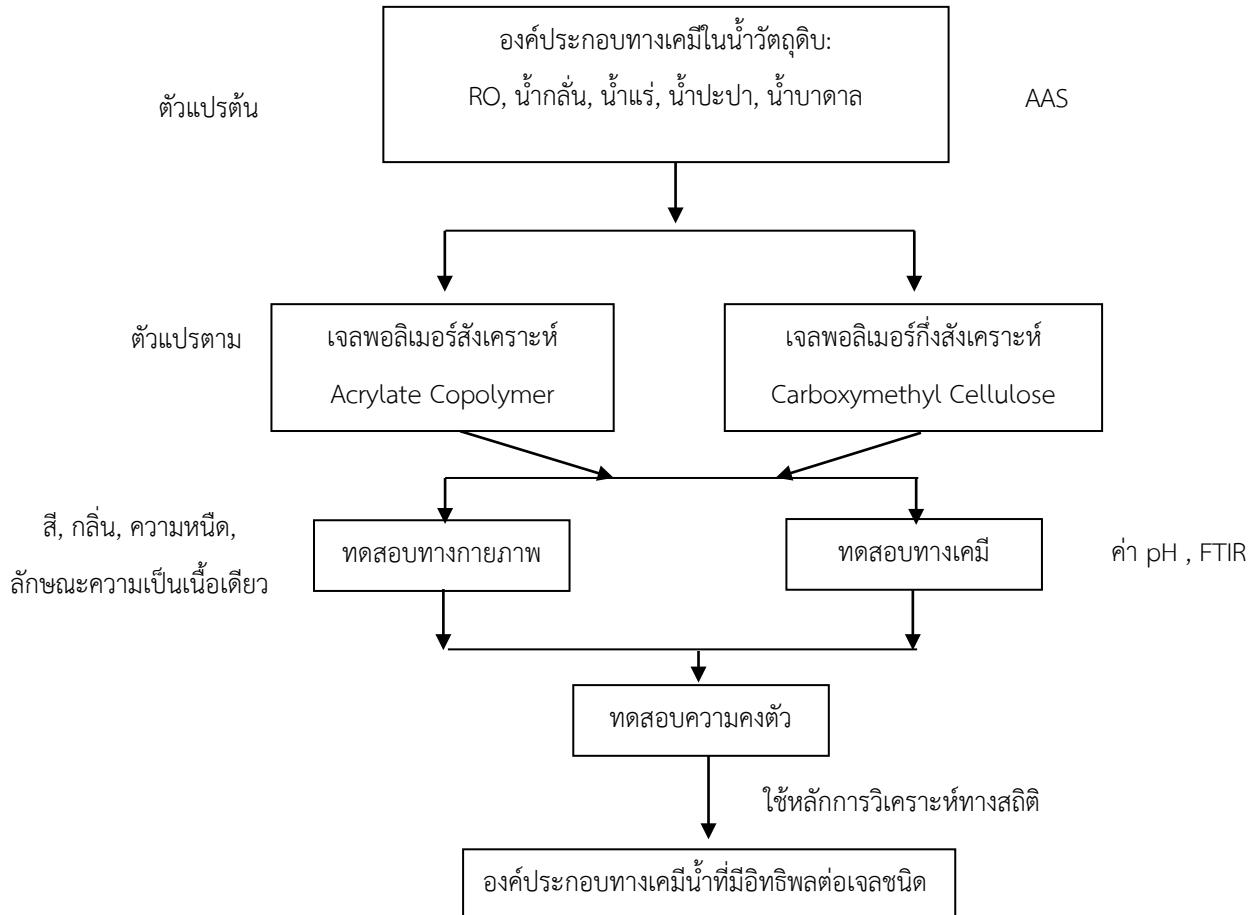 องค์ประกอบทางเคมีในน้ำวัตถุดิบ:
RO, น้ำกลั่น, น้ำแร่, น้ำปะปา, น้ำบาดาล
ตัวแปรต้น
AAS
ตัวแปรตาม
เจลพอลิเมอร์สังเคราะห์
Acrylate Copolymer
เจลพอลิเมอร์กึ่งสังเคราะห์
Carboxymethyl Cellulose
สี, กลิ่น, ความหนืด,
ลักษณะความเป็นเนื้อเดียว
ทดสอบทางกายภาพ
ทดสอบทางเคมี
ค่า pH , FTIR
ทดสอบความคงตัว
ใช้หลักการวิเคราะห์ทางสถิติ
องค์ประกอบทางเคมีน้ำที่มีอิทธิพลต่อเจลชนิด